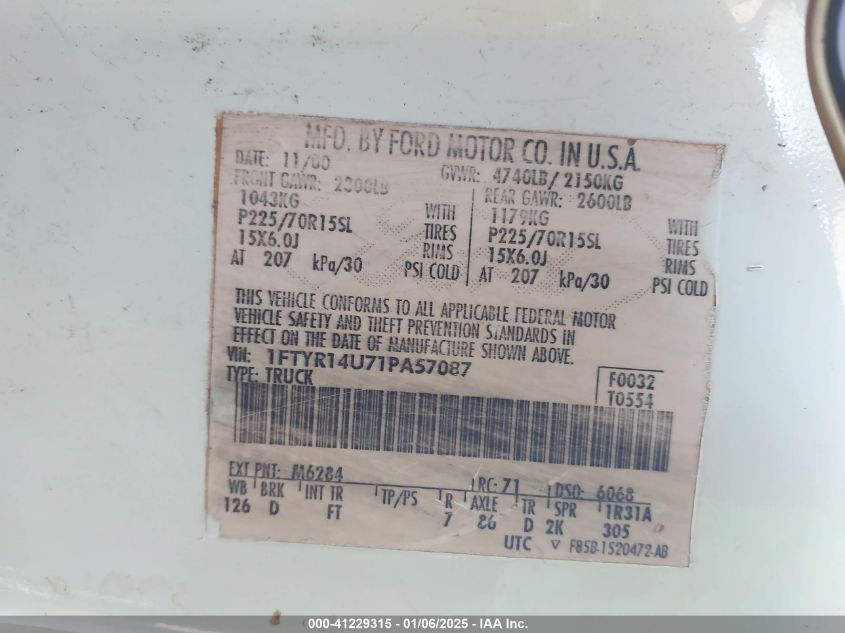 MFD. BY FORD MOTOR CO. IN U.S.A.
DATE: 11/00 GVWR: 4740LB/ 2150KG
FRONT GAWR: 2300LB REAR GAWR: 2600LB
1043KG WITH 1179KG WITH
P225/70R15SL TIRES P225/70R15SL TIRES
15X6.0J RIMS 15X6.0J RIMS
AT 207 kPa/30 PSI COLD AT 207 kPa/30 PSI COLD
THIS VEHICLE CONFORMS TO ALL APPLICABLE FEDERAL MOTOR
VEHICLE SAFETY AND THEFT PREVENTION STANDARDS IN
EFFECT ON THE DATE OF MANUFACTURE SHOWN ABOVE.
VIN: 1FTYR14U71PA57087
TYPE: TRUCK
F0032
T0554
EXT PNT: M6284 RC: 71 DSO: 6068
WB BRK INT TR TP/PS R AXLE TR SPR 1R31A
126 D FT 7 86 D 2K 305
UTC ▽ F85B-1520472-AB
000-41229315 - 01/06/2025 - IAA Inc.